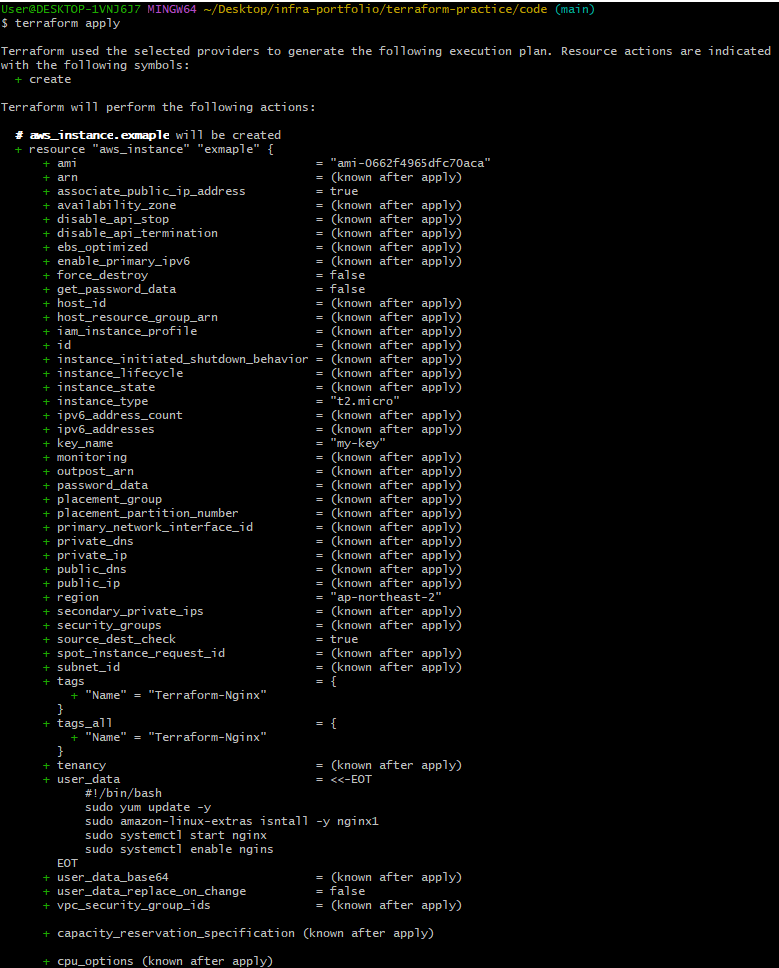 User@DESKTOP-1VNJ6J7 MINGW64 ~/Desktop/infra-portfolio/terraform-practice/code (main)
$ terraform apply
Terraform used the selected providers to generate the following execution plan. Resource actions are indicated
with the following symbols:
+ create
Terraform will perform the following actions:
# aws_instance.exmaple will be created
+ resource "aws_instance" "exmaple" {
+ ami = "ami-0662f4965dfc70aca"
+ arn = (known after apply)
+ associate_public_ip_address = true
+ availability_zone = (known after apply)
+ disable_api_stop = (known after apply)
+ disable_api_termination = (known after apply)
+ ebs_optimized = (known after apply)
+ enable_primary_ipv6 = (known after apply)
+ force_destroy = false
+ get_password_data = false
+ host_id = (known after apply)
+ host_resource_group_arn = (known after apply)
+ iam_instance_profile = (known after apply)
+ id = (known after apply)
+ instance_initiated_shutdown_behavior = (known after apply)
+ instance_lifecycle = (known after apply)
+ instance_state = (known after apply)
+ instance_type = "t2.micro"
+ ipv6_address_count = (known after apply)
+ ipv6_addresses = (known after apply)
+ key_name = "my-key"
+ monitoring = (known after apply)
+ outpost_arn = (known after apply)
+ password_data = (known after apply)
+ placement_group = (known after apply)
+ placement_partition_number = (known after apply)
+ primary_network_interface_id = (known after apply)
+ private_dns = (known after apply)
+ private_ip = (known after apply)
+ public_dns = (known after apply)
+ public_ip = (known after apply)
+ region = "ap-northeast-2"
+ secondary_private_ips = (known after apply)
+ security_groups = (known after apply)
+ source_dest_check = true
+ spot_instance_request_id = (known after apply)
+ subnet_id = (known after apply)
+ tags = {
+ "Name" = "Terraform-Nginx"
}
+ tags_all = {
+ "Name" = "Terraform-Nginx"
}
+ tenancy = (known after apply)
+ user_data = <<-EOT
#!/bin/bash
sudo yum update -y
sudo amazon-linux-extras isntall -y nginx1
sudo systemctl start nginx
sudo systemctl enable ngins
EOT
+ user_data_base64 = (known after apply)
+ user_data_replace_on_change = false
+ vpc_security_group_ids = (known after apply)
+ capacity_reservation_specification (known after apply)
+ cpu_options (known after apply)